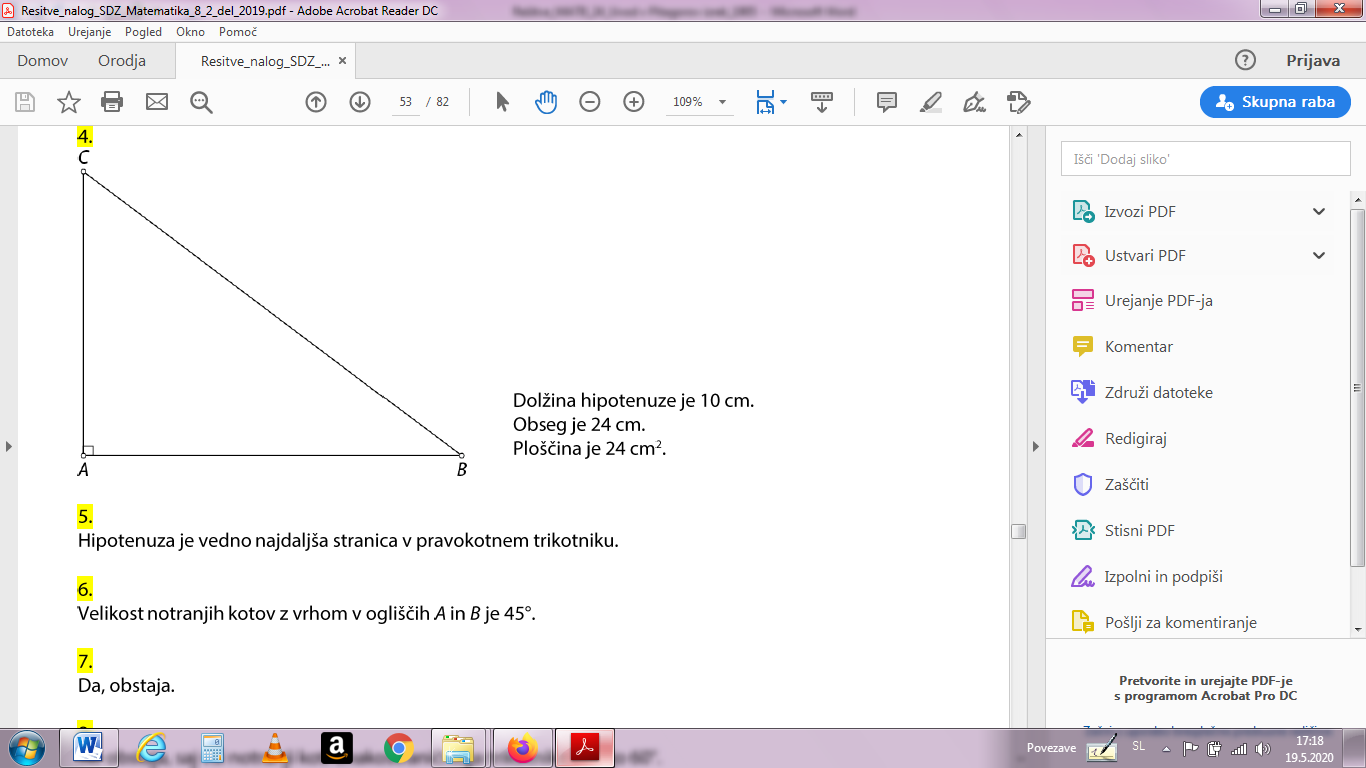 Resitve_nalog_SDZ_Matematika_8_2_del_2019.pdf - Adobe Acrobat Reader DC
Datoteka Urejanje Pogled Okno Pomoč
Domov Orodja Resitve_nalog_SDZ_... × ? Prijava
53 / 82 109% Skupna raba
4.
C
A
B
Dolžina hipotenuze je 10 cm.
Obseg je 24 cm.
Ploščina je 24 cm².
5.
Hipotenuza je vedno najdaljša stranica v pravokotnem trikotniku.
6.
Velikost notranjih kotov z vrhom v ogliščih A in B je 45°.
7.
Da, obstaja.
Išči 'Dodaj sliko'
Izvozi PDF
Ustvari PDF
Urejanje PDF-ja
Komentar
Združi datoteke
Redigiraj
Zaščiti
Stisni PDF
Izpolni in podpiši
Pošlji za komentiranje
Pretvorite in urejajte PDF-je
s programom Acrobat Pro DC
Povezave SL 17:18
19.5.2020